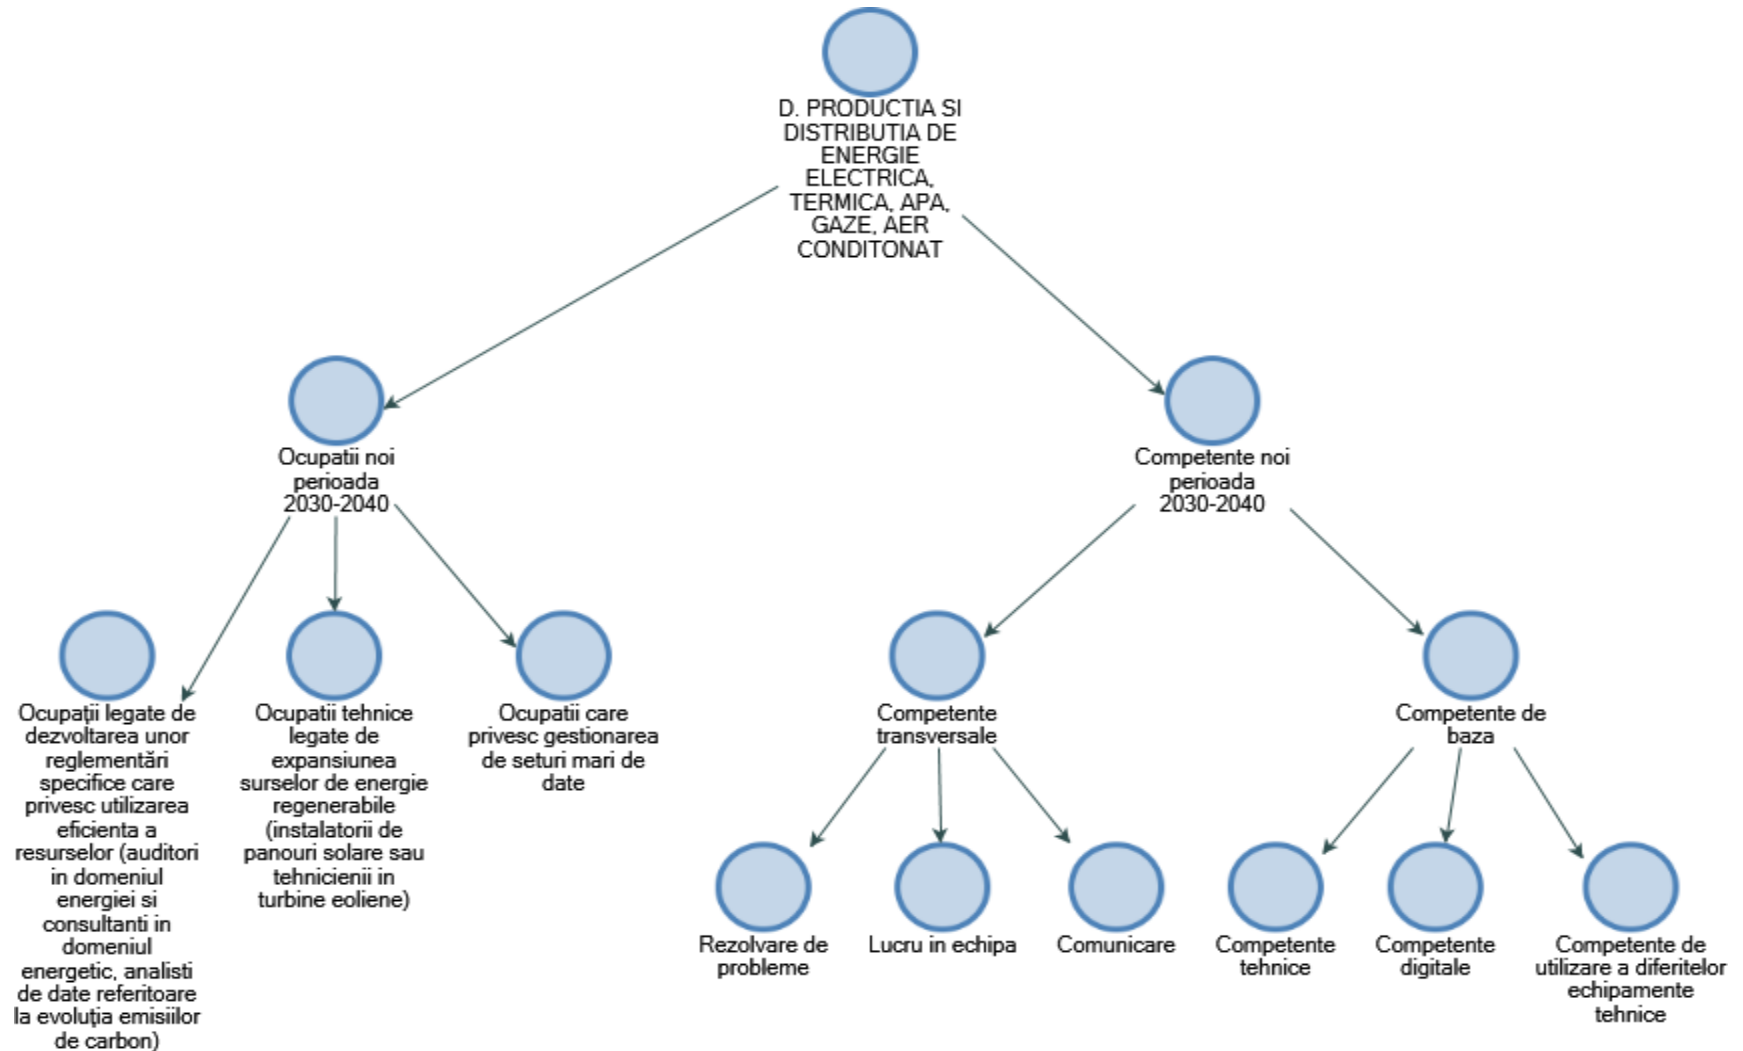 D. PRODUCTIA SI
DISTRIBUTIA DE
ENERGIE
ELECTRICA,
TERMICA, APA,
GAZE, AER
CONDITONAT
Ocupatii noi
perioada
2030-2040
Competente noi
perioada
2030-2040
Ocupaţii legate de
dezvoltarea unor
reglementări
specifice care
privesc utilizarea
eficienta a
resurselor (auditori
in domeniul
energiei si
consultanti in
domeniul
energetic, analisti
de date referitoare
la evoluţia emisiilor
de carbon)
Ocupatii tehnice
legate de
expansiunea
surselor de energie
regenerabile
(instalatorii de
panouri solare sau
tehnicienii in
turbine eoliene)
Ocupatii care
privesc gestionarea
de seturi mari de
date
Competente
transversale
Competente de
baza
Rezolvare de
probleme
Lucru in echipa
Comunicare
Competente
tehnice
Competente
digitale
Competente de
utilizare a diferitelor
echipamente
tehnice